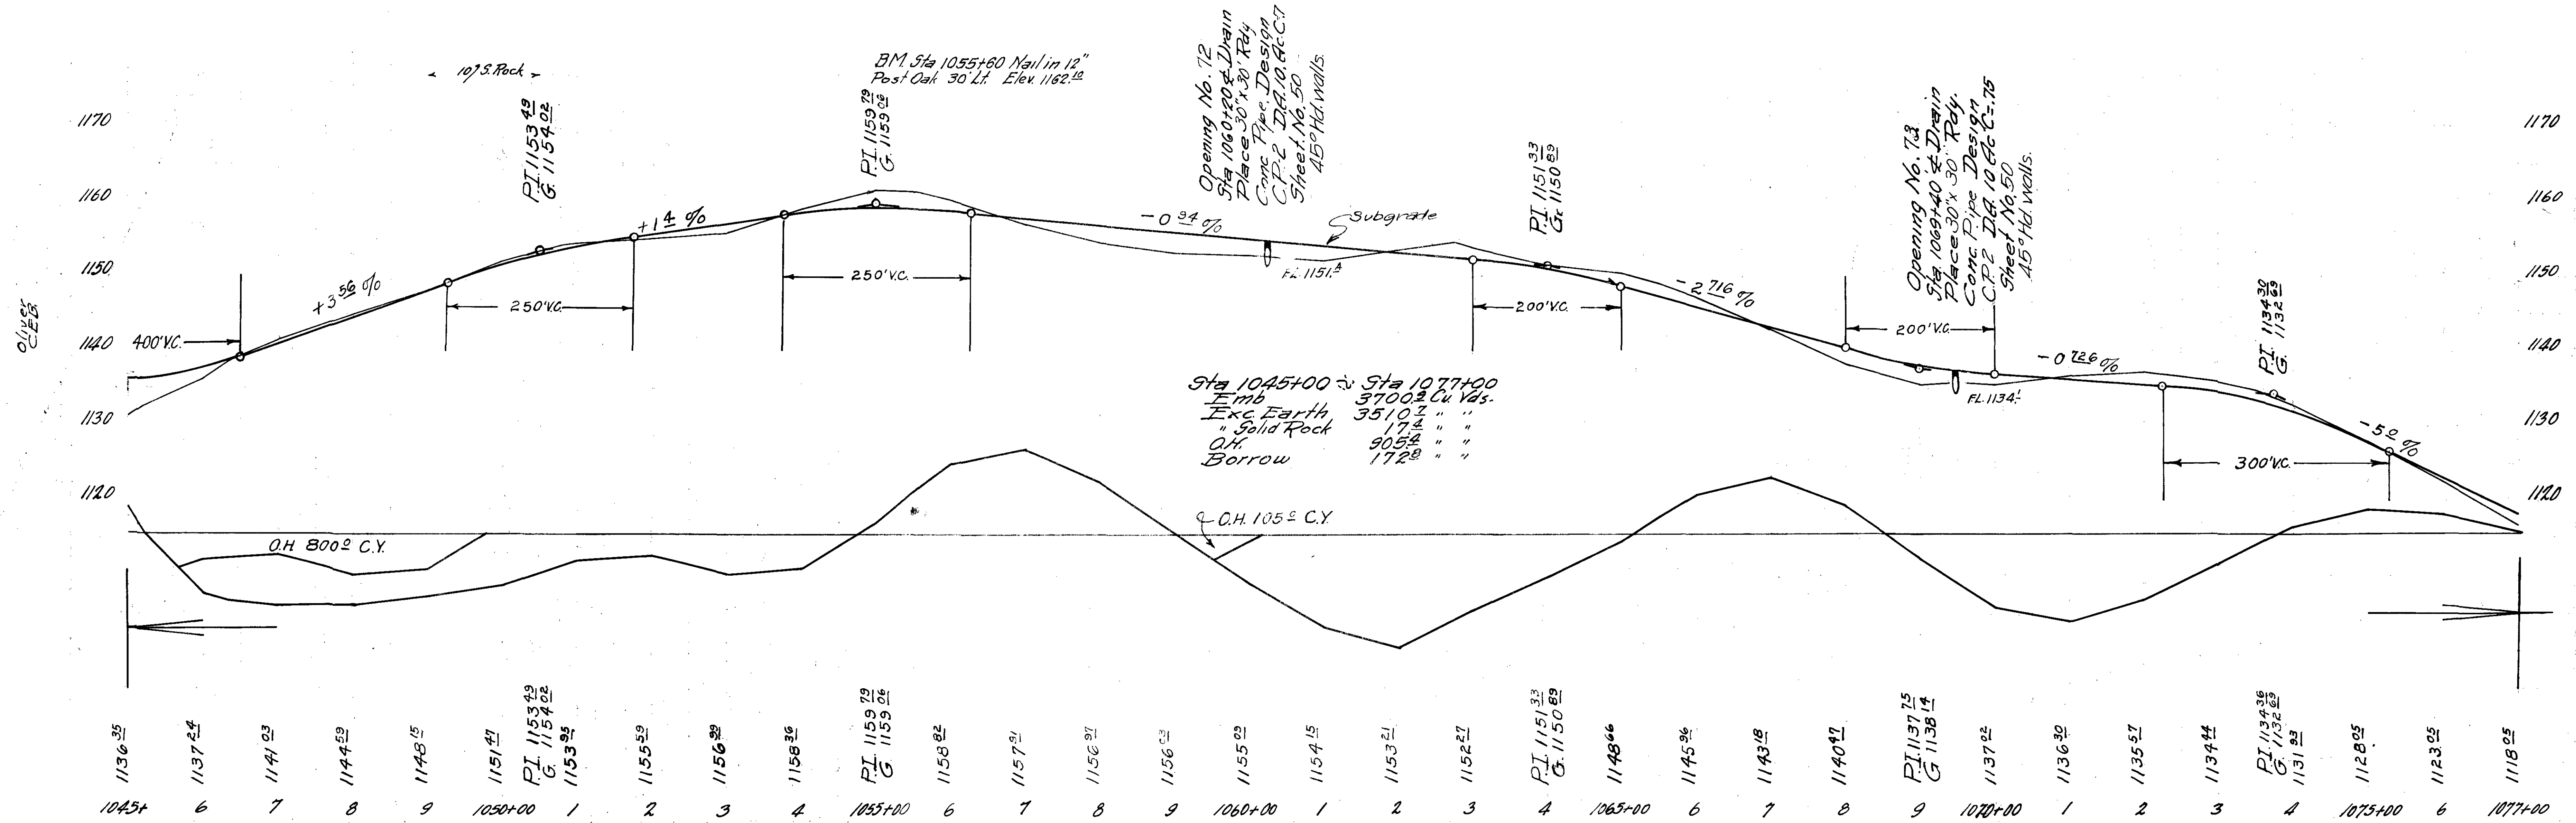 10% S. Rock
BM. Sta 1055+60 Nail in 12"
Post Oak 30' Lt. Elev. 1162.10
P.I. 1153.49
G. 1154.02
P.I. 1159.79
G. 1159.06
Opening No. 72
Sta 1060+20 ¢ Drain
Place 30"x30' Rdy
Conc. Pipe. Design
C.P.2 D.A.10.Ac.C.7
Sheet. No. 50
45° Hd. walls.
P.I. 1151.33
Gr. 1150.89
Opening No. 73
Sta. 1069+40 ¢ Drain
Place 30"x 30' Rdy.
Conc. Pipe Design
C.P.2 D.A. 10 Ac C=.75
Sheet No. 50
45° Hd. Walls.
P.I. 1134.30
G. 1132.69
1170
1170
1160
1160
1150
1150
1140
1140
1130
1130
1120
1120
Oliver
C.E.B.
400' V.C.
+3.56 %
250' V.C.
+1.4 %
250' V.C.
-0.94 %
Subgrade
FL. 1151.4
200' V.C.
-2.716 %
200' V.C.
-0.726 %
FL. 1134.1
300' V.C.
-5.0 %
Sta 1045+00 to Sta 1077+00
Emb 3700.2 Cu. Yds.
Exc. Earth 3510.7 " "
" Solid Rock 17.4 " "
O.H. 905.4 " "
Borrow 172.8 " "
O.H. 800.0 C.Y.
O.H. 105.0 C.Y.
1136.35
1137.24
1141.03
1144.59
1148.15
1151.47
P.I. 1153.49
G. 1154.02
1153.95
1155.59
1156.99
1158.36
P.I. 1159.79
G. 1159.06
1158.82
1157.91
1156.97
1156.03
1155.09
1154.15
1153.21
1152.27
P.I. 1151.33
G. 1150.89
1148.66
1145.96
1143.18
1140.47
P.I. 1137.75
G 1138.14
1137.02
1136.30
1135.57
1134.44
P.I. 1134.36
G. 1132.69
1131.93
1128.05
1123.05
1118.05
1045+ 6 7 8 9 1050+00 1 2 3 4 1055+00 6 7 8 9 1060+00 1 2 3 4 1065+00 6 7 8 9 1070+00 1 2 3 4 1075+00 6 1077+00